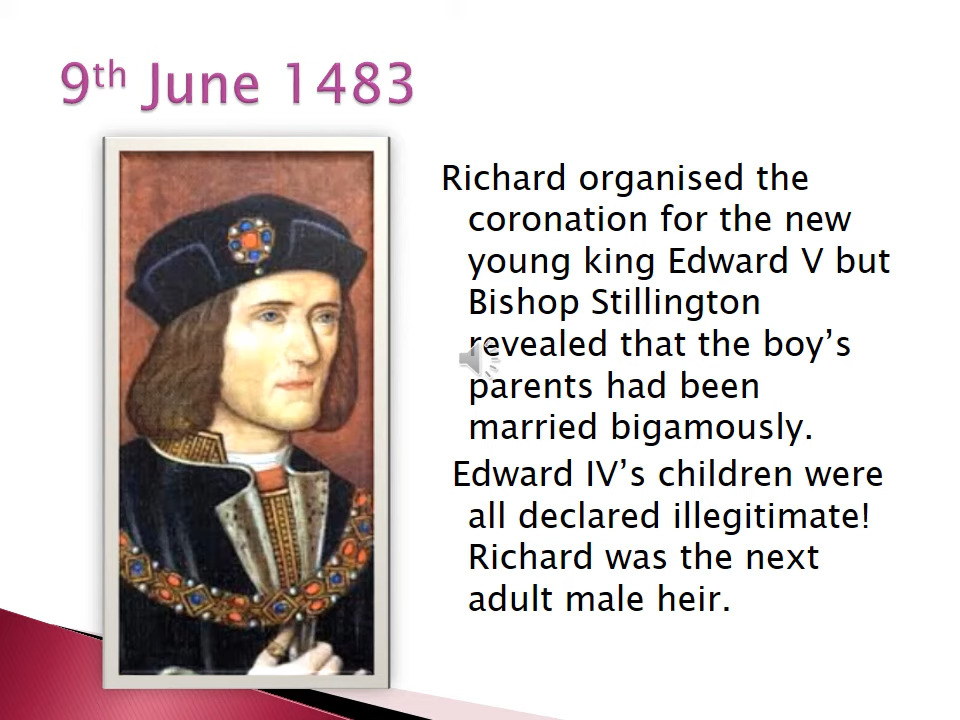 9th June 1483
Richard organised the
coronation for the new
young king Edward V but
Bishop Stillington
revealed that the boy’s
parents had been
married bigamously.
Edward IV’s children were
all declared illegitimate!
Richard was the next
adult male heir.